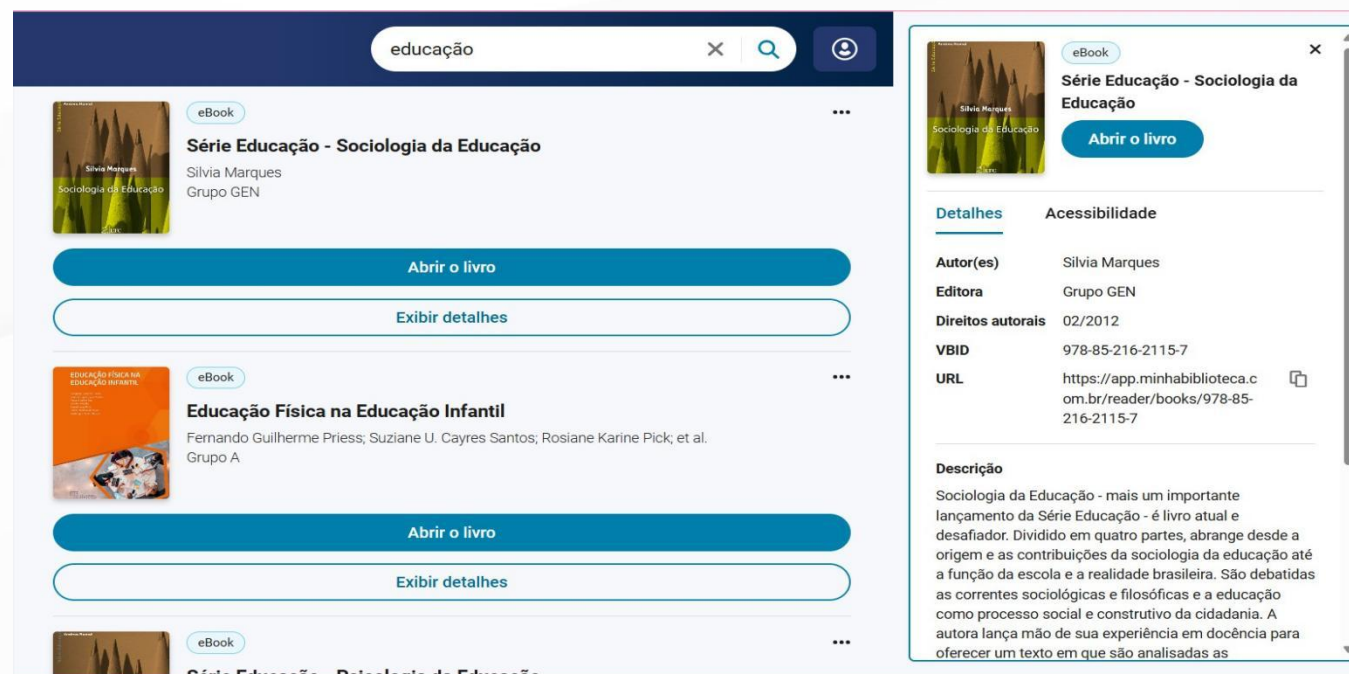 educação
eBook
Série Educação - Sociologia da Educação
Silvia Marques
Grupo GEN
Silvia Marques
Sociologia da Educação
Abrir o livro
Exibir detalhes
EDUCAÇÃO FÍSICA NA
EDUCAÇÃO INFANTIL
eBook
Educação Física na Educação Infantil
Fernando Guilherme Priess; Suziane U. Cayres Santos; Rosiane Karine Pick; et al.
Grupo A
Abrir o livro
Exibir detalhes
eBook
Série Educação - Psicologia da Educação
Silvia Marques
Sociologia da Educação
eBook
Série Educação - Sociologia da
Educação
Abrir o livro
Detalhes Acessibilidade
Autor(es) Silvia Marques
Editora Grupo GEN
Direitos autorais 02/2012
VBID 978-85-216-2115-7
URL https://app.minhabiblioteca.c
om.br/reader/books/978-85-
216-2115-7
Descrição
Sociologia da Educação - mais um importante
lançamento da Série Educação - é livro atual e
desafiador. Dividido em quatro partes, abrange desde a
origem e as contribuições da sociologia da educação até
a função da escola e a realidade brasileira. São debatidas
as correntes sociológicas e filosóficas e a educação
como processo social e construtivo da cidadania. A
autora lança mão de sua experiência em docência para
oferecer um texto em que são analisadas as